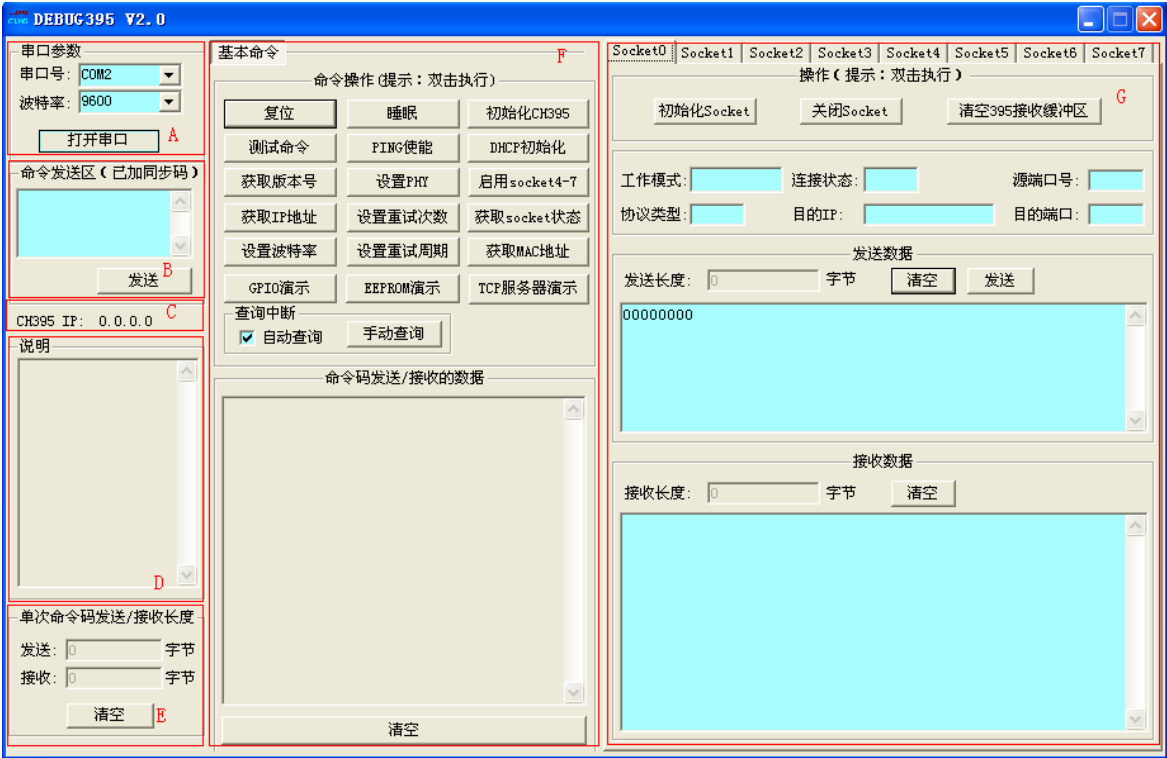 DEBUG395 V2.0
串口参数
串口号: COM2
波特率: 9600
打开串口 A
命令发送区(已加同步码)
发送 B
CH395 IP: 0.0.0.0 C
说明
D
单次命令码发送/接收长度
发送: 0 字节
接收: 0 字节
清空 E
基本命令 F
命令操作(提示:双击执行)
复位 睡眠 初始化CH395
测试命令 PING使能 DHCP初始化
获取版本号 设置PHY 启用socket4-7
获取IP地址 设置重试次数 获取socket状态
设置波特率 设置重试周期 获取MAC地址
GPIO演示 EEPROM演示 TCP服务器演示
查询中断
自动查询 手动查询
命令码发送/接收的数据
清空
Socket0 Socket1 Socket2 Socket3 Socket4 Socket5 Socket6 Socket7
操作(提示:双击执行)
初始化Socket 关闭Socket 清空395接收缓冲区 G
工作模式: 连接状态: 源端口号:
协议类型: 目的IP: 目的端口:
发送数据
发送长度: 0 字节 清空 发送
00000000
接收数据
接收长度: 0 字节 清空